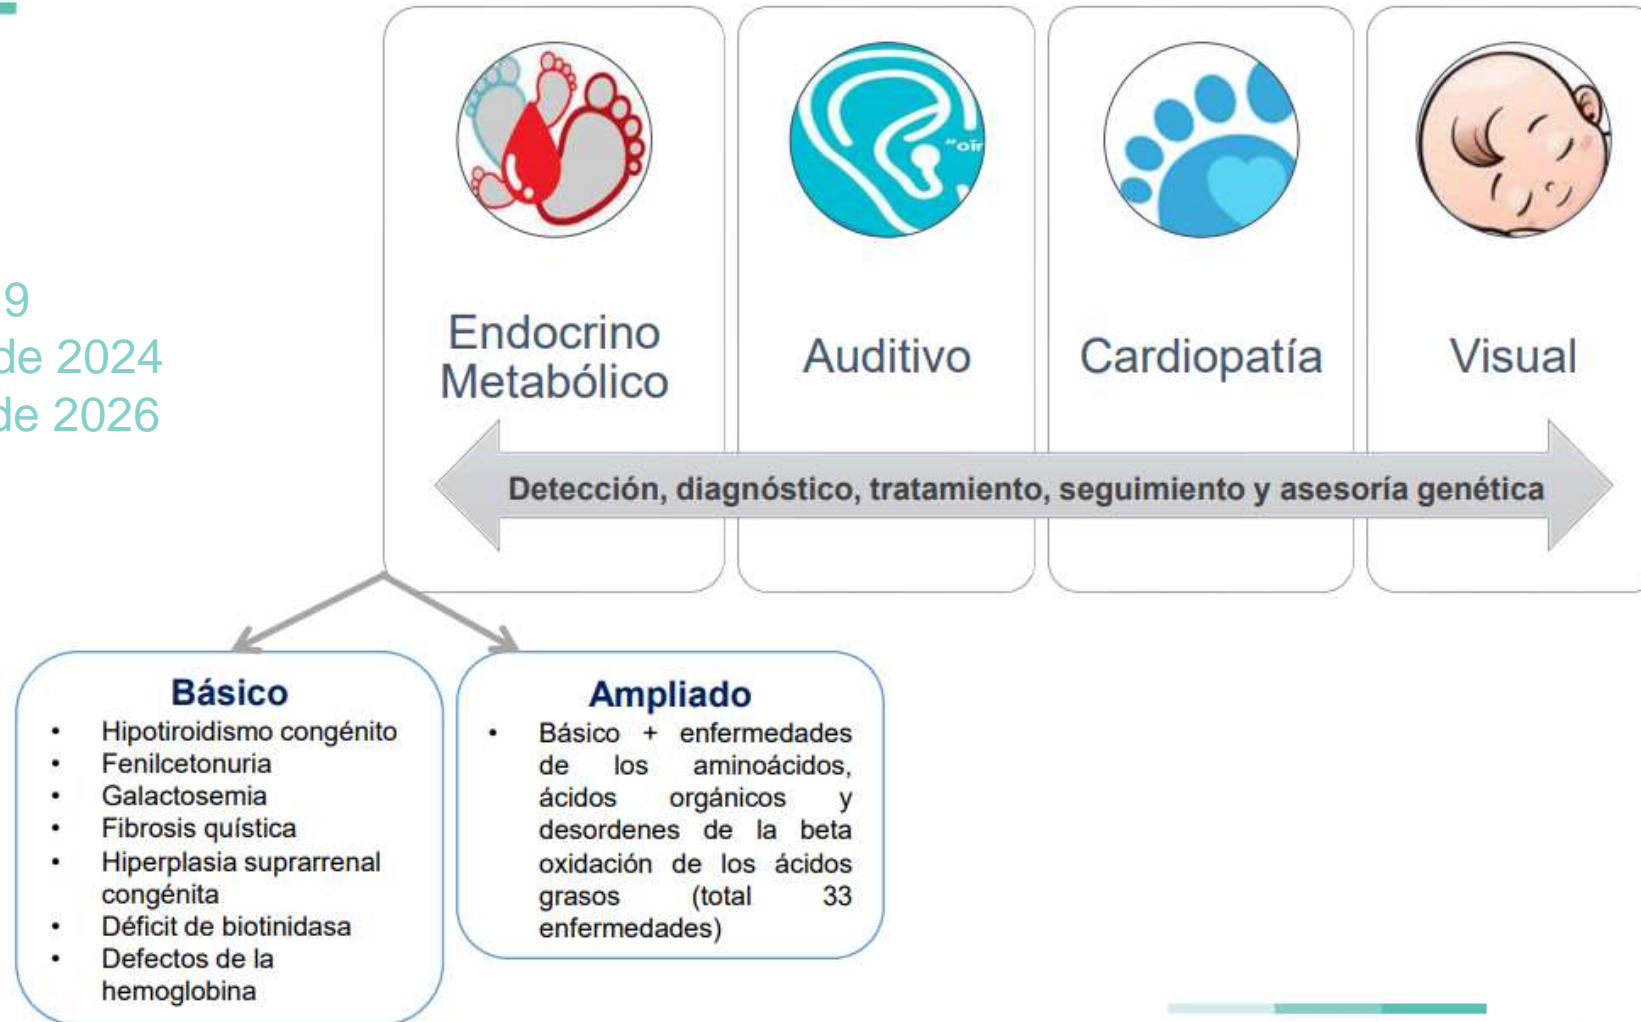 9
de 2024
de 2026
"oír
Endocrino
Metabólico
Auditivo
Cardiopatía
Visual
Detección, diagnóstico, tratamiento, seguimiento y asesoría genética
Básico
• Hipotiroidismo congénito
• Fenilcetonuria
• Galactosemia
• Fibrosis quística
• Hiperplasia suprarrenal
congénita
• Déficit de biotinidasa
• Defectos de la
hemoglobina
Ampliado
• Básico + enfermedades
de los aminoácidos,
ácidos orgánicos y
desordenes de la beta
oxidación de los ácidos
grasos (total 33
enfermedades)